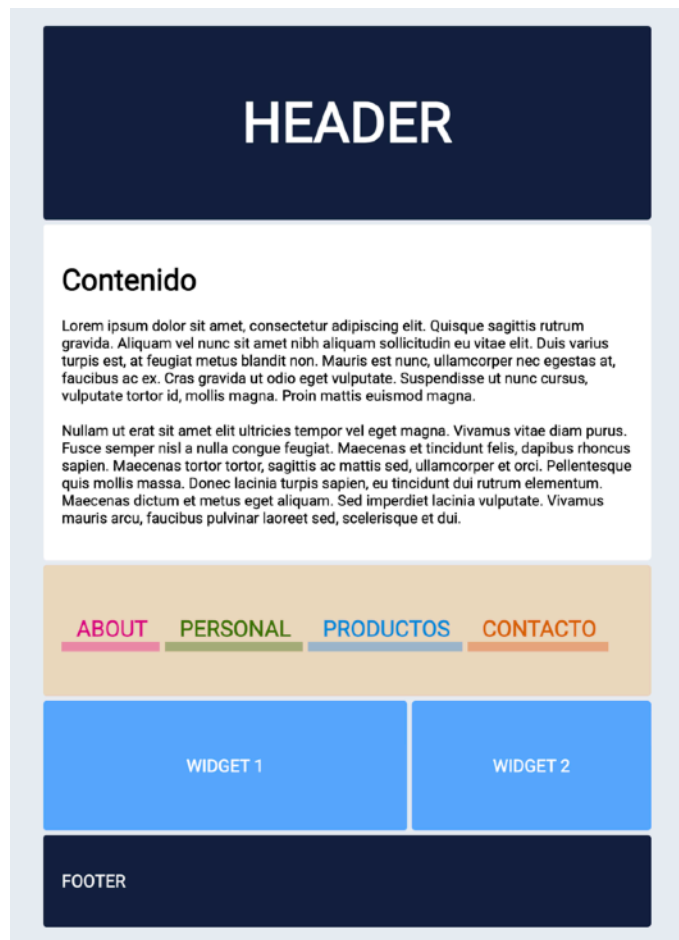 HEADER
Contenido
Lorem ipsum dolor sit amet, consectetur adipiscing elit. Quisque sagittis rutrum
gravida. Aliquam vel nunc sit amet nibh aliquam sollicitudin eu vitae elit. Duis varius
turpis est, at feugiat metus blandit non. Mauris est nunc, ullamcorper nec egestas at,
faucibus ac ex. Cras gravida ut odio eget vulputate. Suspendisse ut nunc cursus,
vulputate tortor id, mollis magna. Proin mattis euismod magna.
Nullam ut erat sit amet elit ultricies tempor vel eget magna. Vivamus vitae diam purus.
Fusce semper nisl a nulla congue feugiat. Maecenas et tincidunt felis, dapibus rhoncus
sapien. Maecenas tortor tortor, sagittis ac mattis sed, ullamcorper et orci. Pellentesque
quis mollis massa. Donec lacinia turpis sapien, eu tincidunt dui rutrum elementum.
Maecenas dictum et metus eget aliquam. Sed imperdiet lacinia vulputate. Vivamus
mauris arcu, faucibus pulvinar laoreet sed, scelerisque et dui.
ABOUT PERSONAL PRODUCTOS CONTACTO
WIDGET 1 WIDGET 2
FOOTER